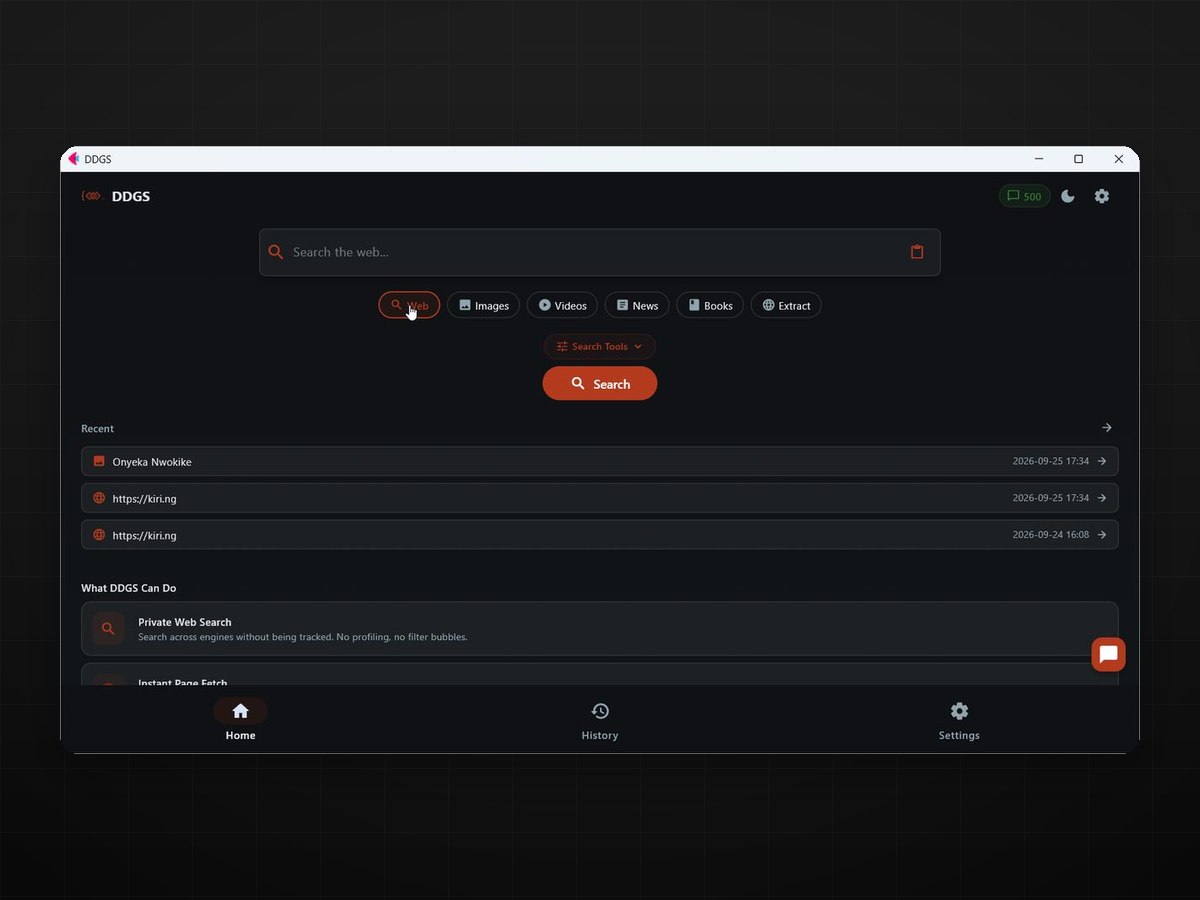 DDGS
DDGS
500
Search the web...
Web
Images
Videos
News
Books
Extract
Search Tools
Search
Recent
Onyeka Nwokike
2026-09-25 17:34
https://kiri.ng
2026-09-25 17:34
https://kiri.ng
2026-09-24 16:08
What DDGS Can Do
Private Web Search
Search across engines without being tracked. No profiling, no filter bubbles.
Instant Page Fetch
Home
History
Settings